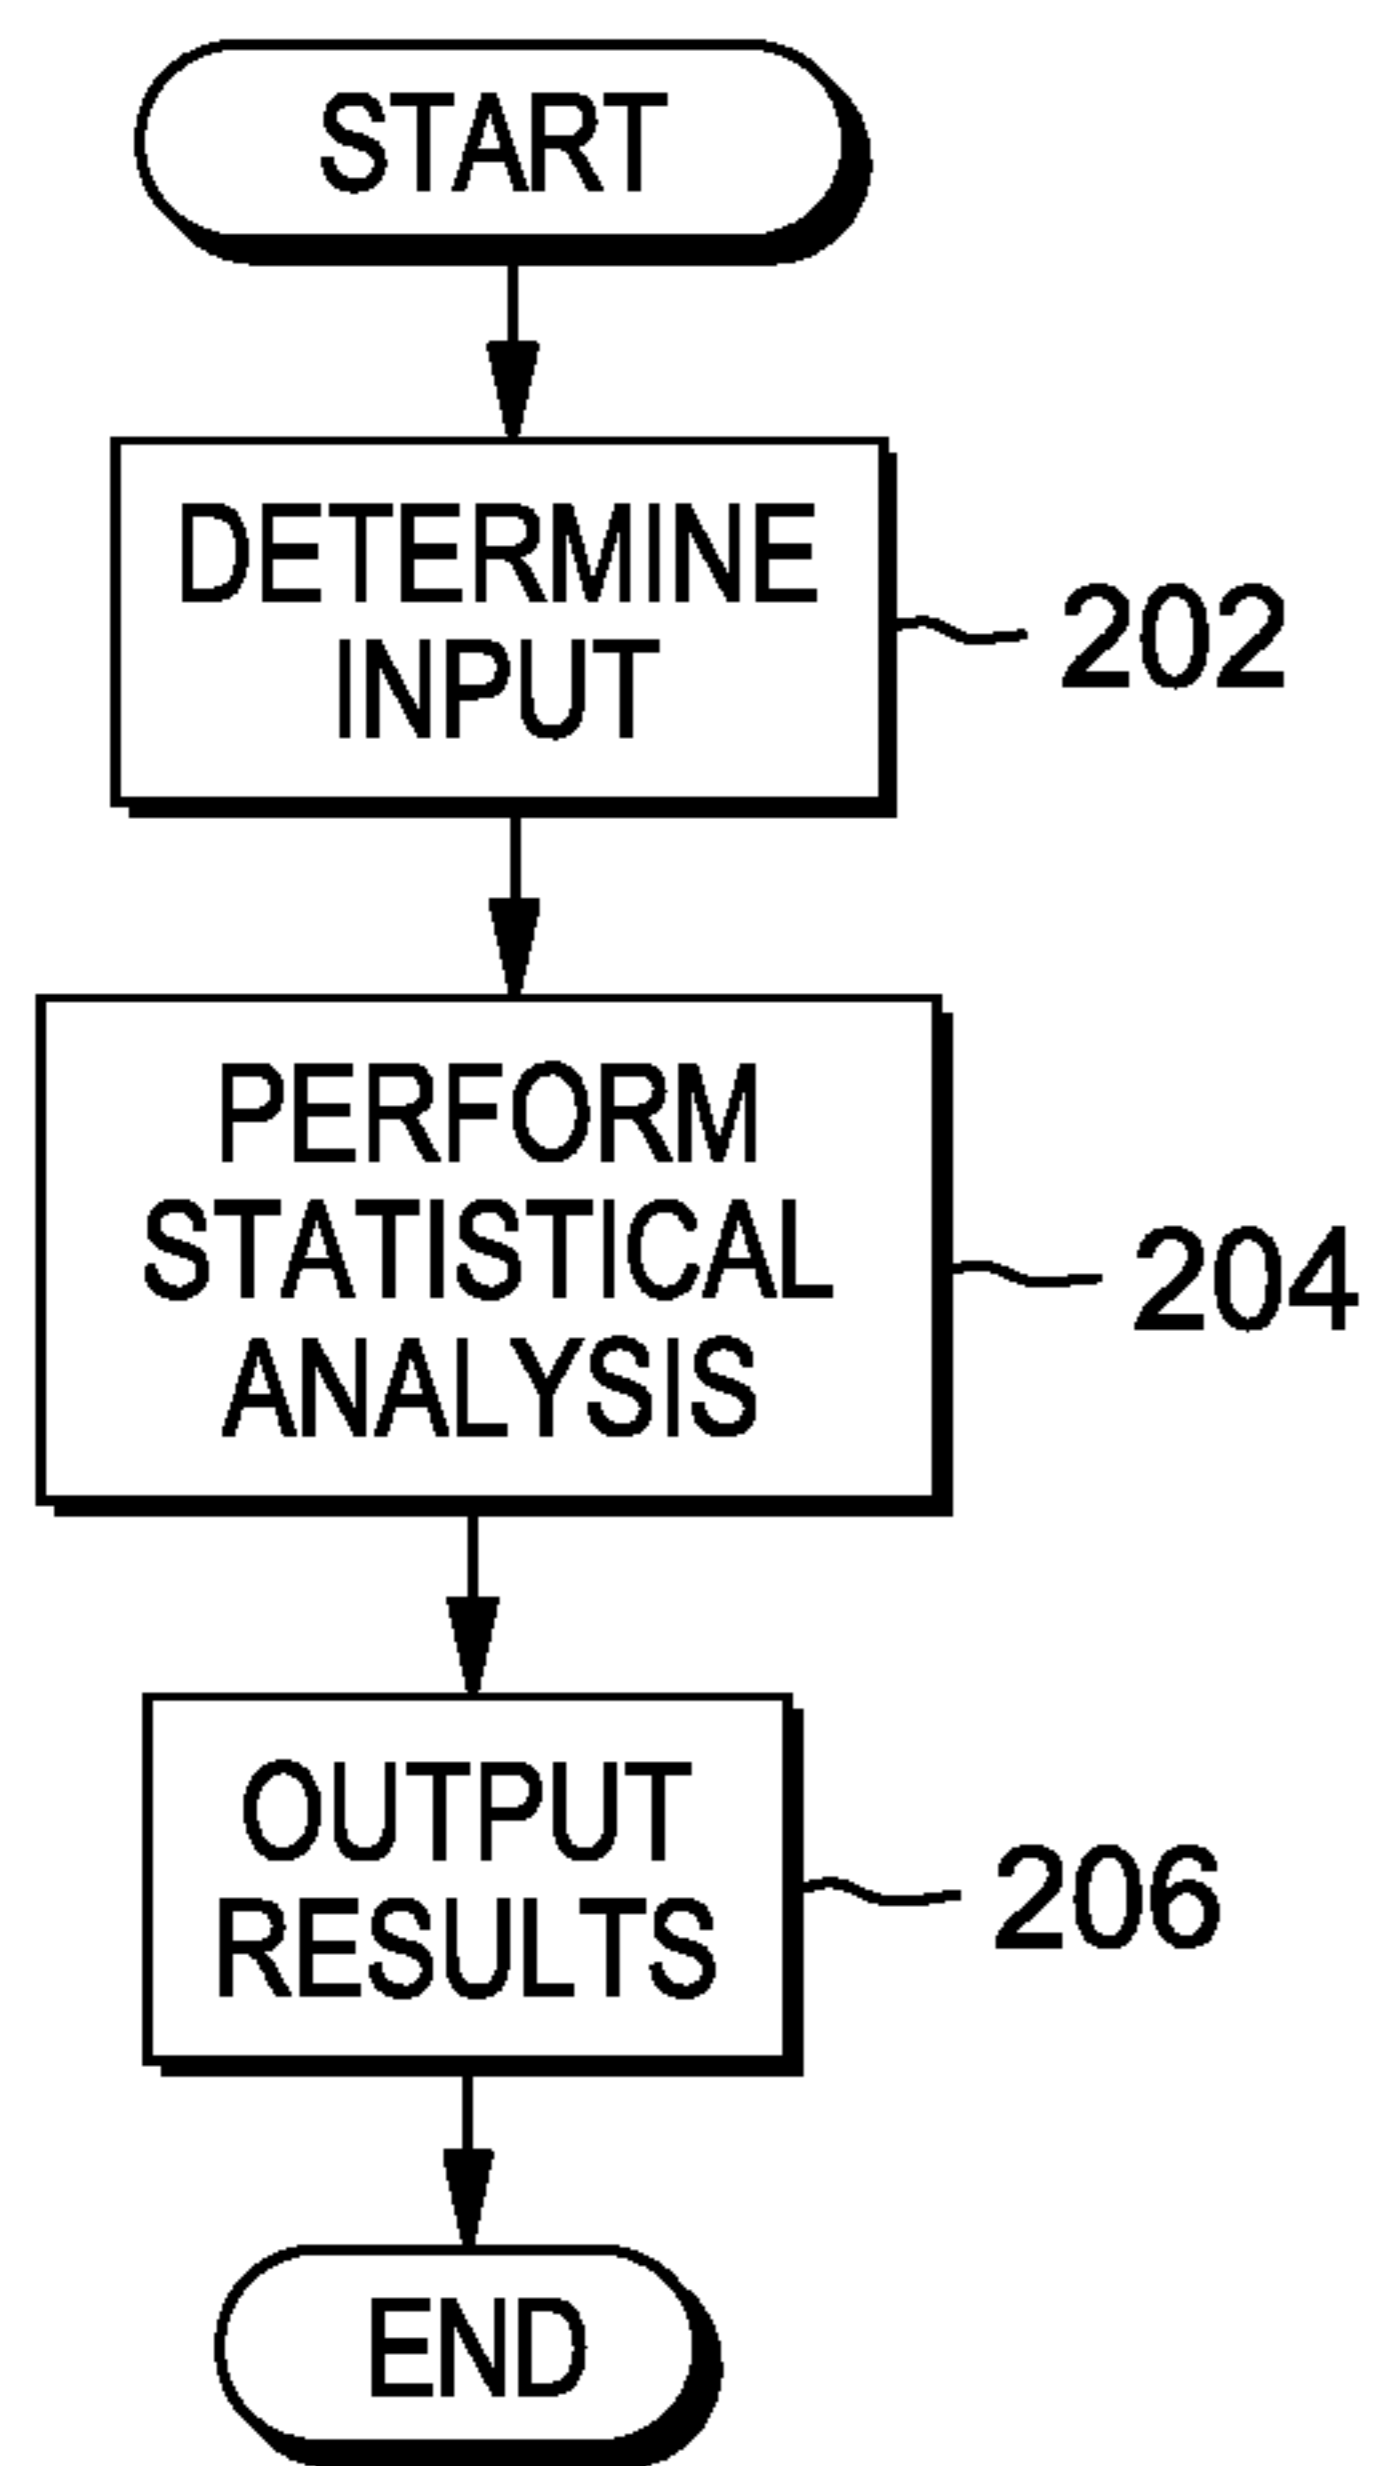 START
DETERMINE
INPUT
202
PERFORM
STATISTICAL
ANALYSIS
204
OUTPUT
RESULTS
206
END